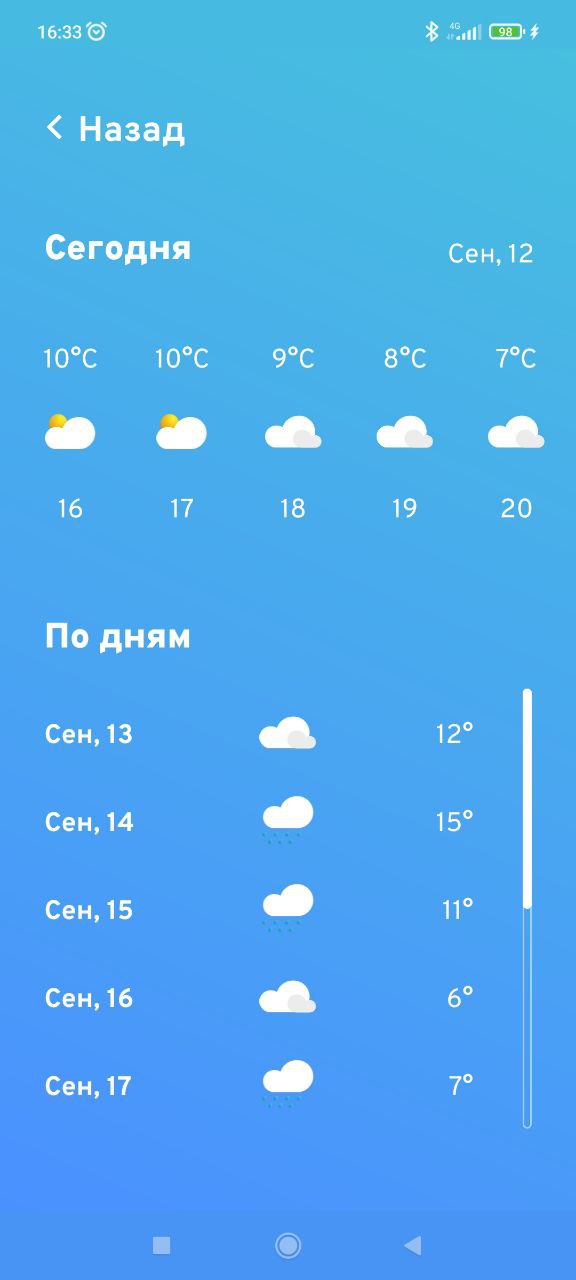 16:33 4G 98
Назад
Сегодня Сен, 12
10°C 10°C 9°C 8°C 7°C
16 17 18 19 20
По дням
Сен, 13 12°
Сен, 14 15°
Сен, 15 11°
Сен, 16 6°
Сен, 17 7°